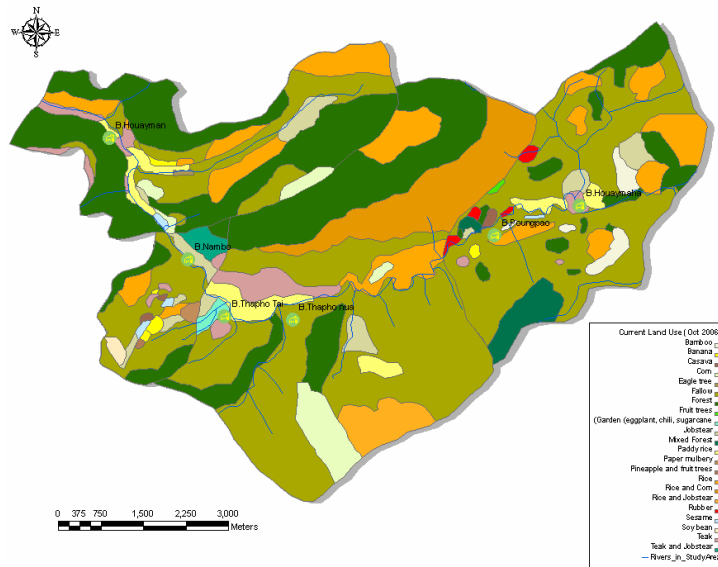 N
W E
S
B.Houayman
B.Houaymaha
B.Poungpao
B.Nambo
B.Thapho Tai
B.Thapho nua
Current Land Use ( Oct 2006
Bamboo
Banana
Casava
Corn
Eagle tree
Fallow
Forest
Fruit trees
(Garden (eggplant, chili, sugarcane
Jobstear
Mixed Forest
Paddy rice
Paper mulbery
Pineapple and fruit trees
Rice
Rice and Corn
Rice and Jobstear
Rubber
Sesame
Soy bean
Teak
Teak and Jobstear
Rivers_in_StudyArea
0 375 750 1,500 2,250 3,000
Meters